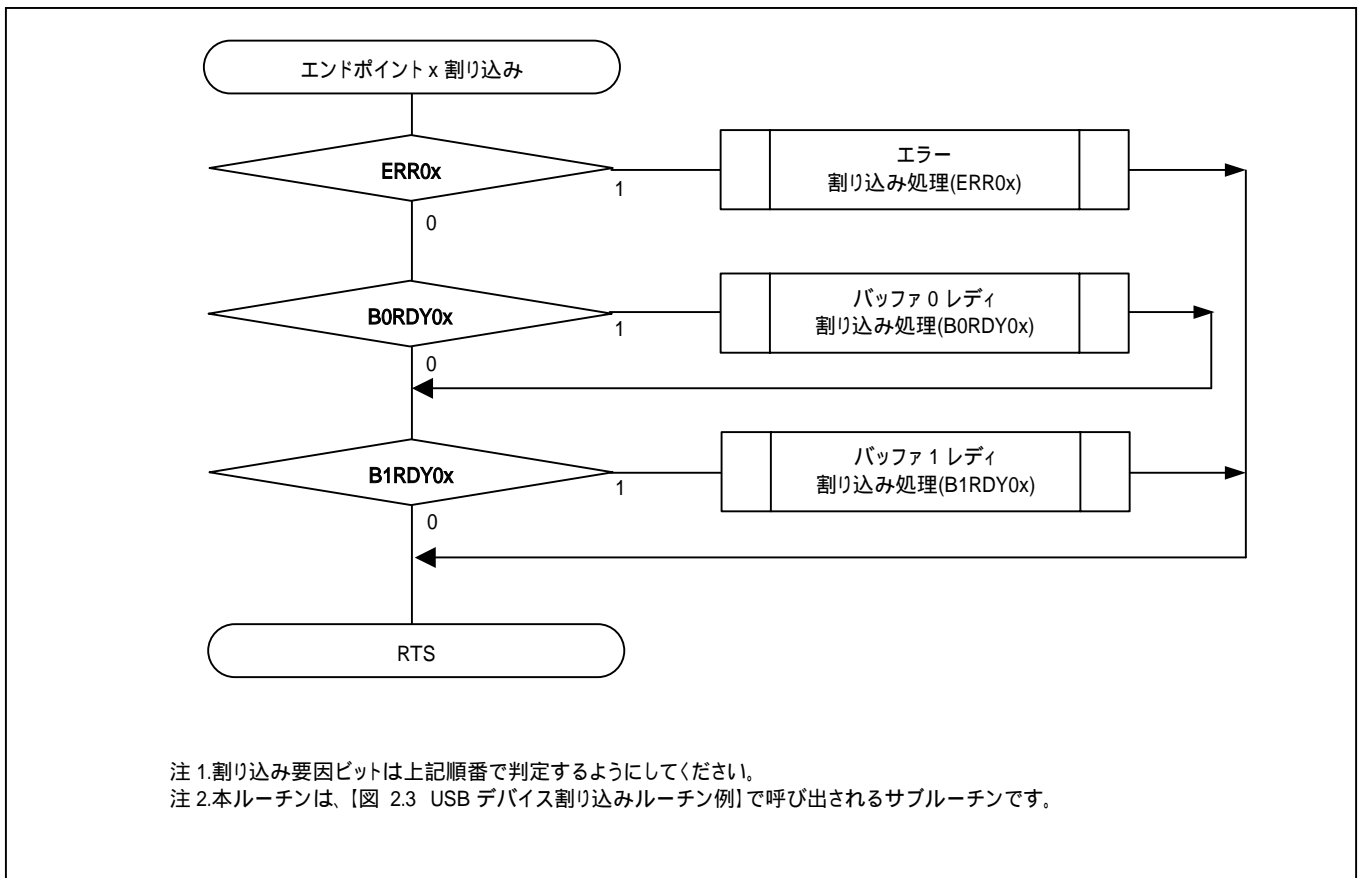 エンドポイント x 割り込み
ERR0x
1
エラー
割り込み処理(ERR0x)
0
B0RDY0x
1
バッファ 0 レディ
割り込み処理(B0RDY0x)
0
B1RDY0x
1
バッファ 1 レディ
割り込み処理(B1RDY0x)
0
RTS
注 1.割り込み要因ビットは上記順番で判定するようにしてください。
注 2.本ルーチンは、【図 2.3 USB デバイス割り込みルーチン例】で呼び出されるサブルーチンです。